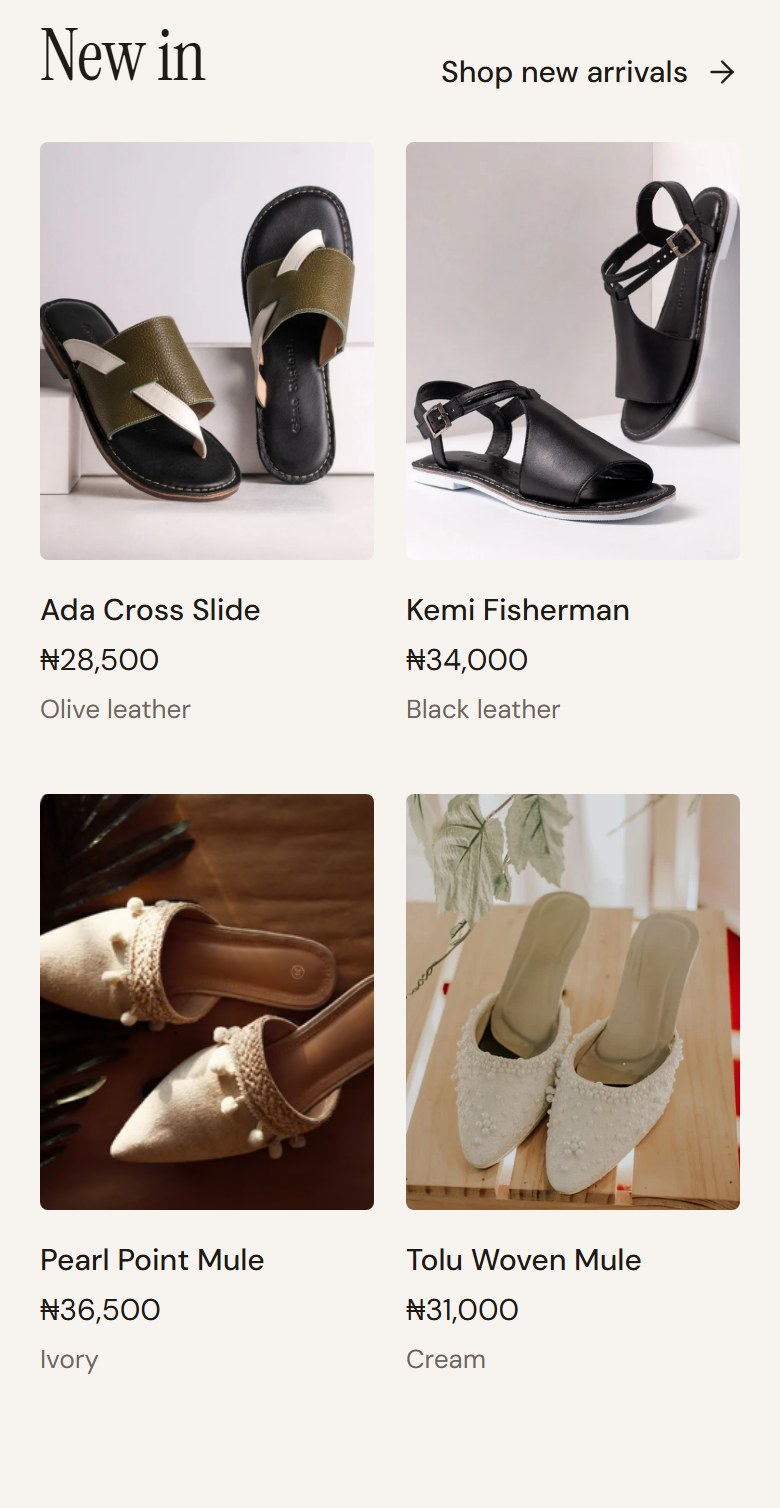 New in
Shop new arrivals →
Ada Cross Slide
₦28,500
Olive leather
Kemi Fisherman
₦34,000
Black leather
Pearl Point Mule
₦36,500
Ivory
Tolu Woven Mule
₦31,000
Cream